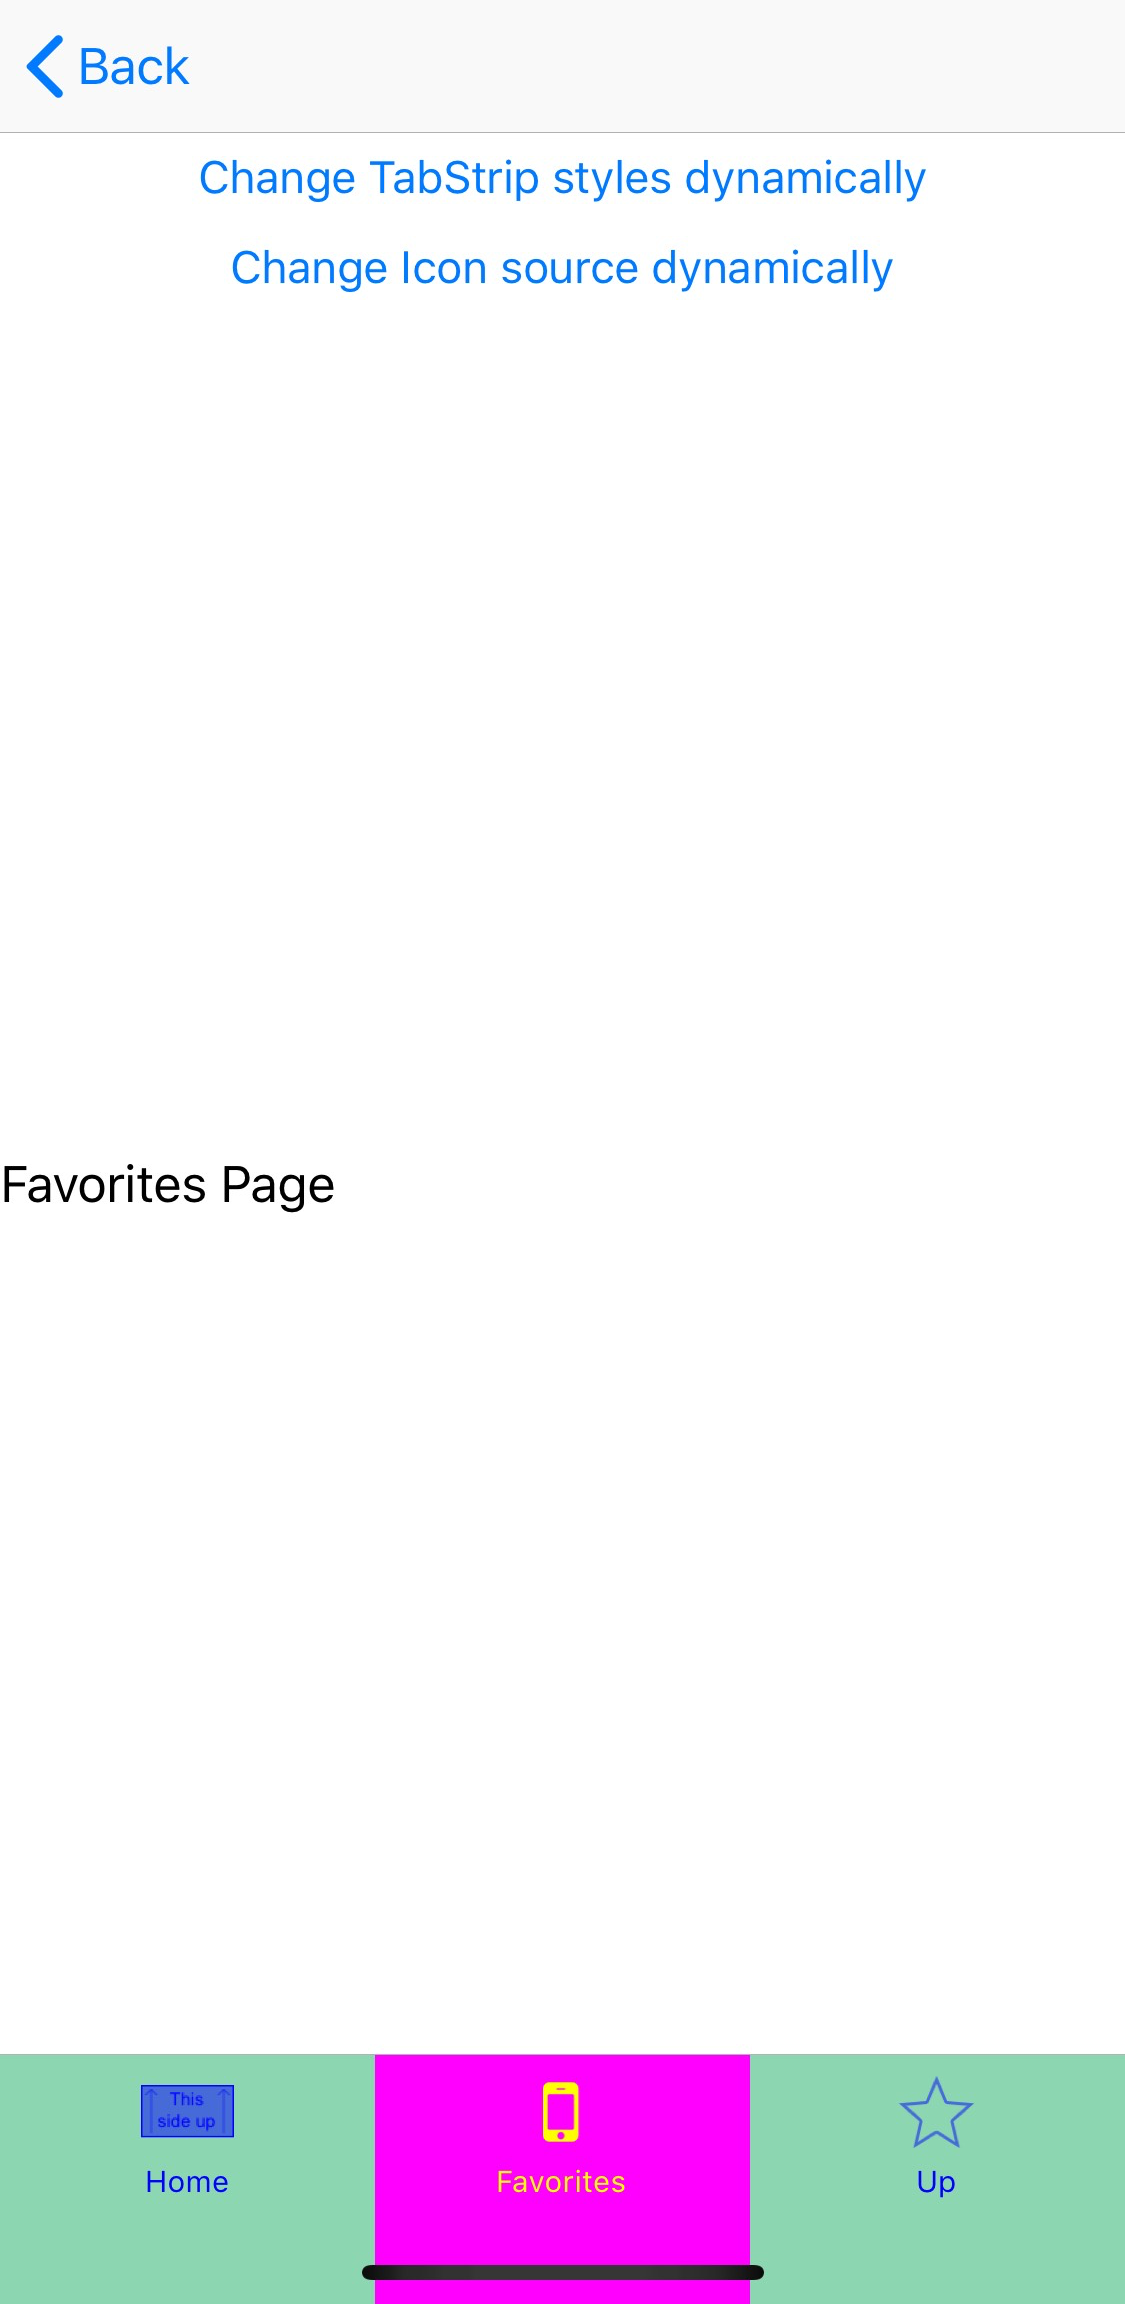 Back
Change TabStrip styles dynamically
Change Icon source dynamically
Favorites Page
This
side up
Home
Favorites
Up